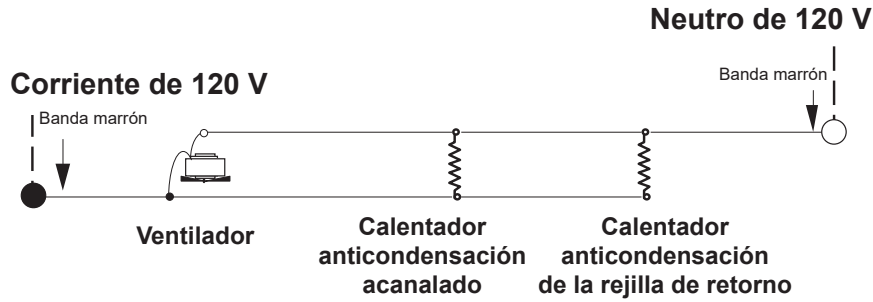 Neutro de 120 V
Corriente de 120 V
Banda marrón
Banda marrón
Ventilador
Calentador
anticondensación
acanalado
Calentador
anticondensación
de la rejilla de retorno